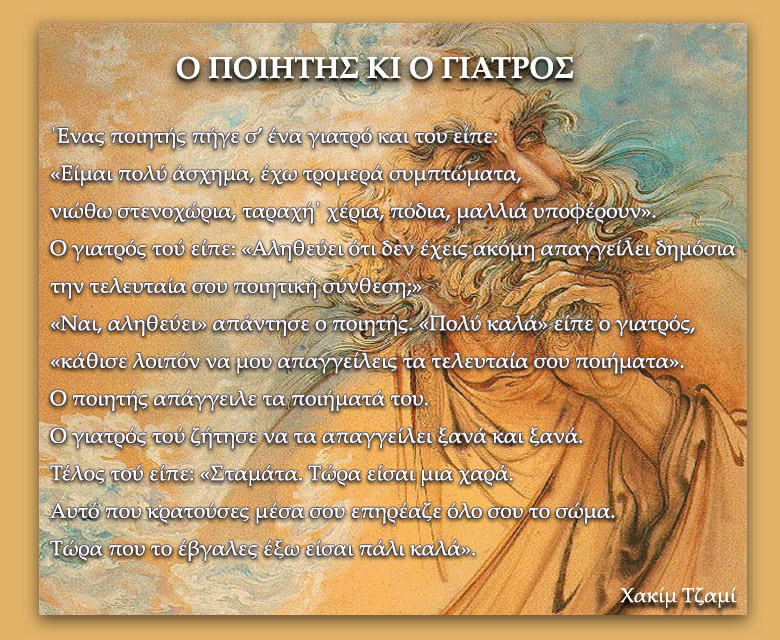 Ο ΠΟΙΗΤΗΣ ΚΙ Ο ΓΙΑΤΡΟΣ
΄Ενας ποιητής πήγε σ’ ένα γιατρό και του είπε:
«Είμαι πολύ άσχημα, έχω τρομερά συμπτώματα,
νιώθω στενοχώρια, ταραχή΄ χέρια, πόδια, μαλλιά υποφέρουν».
Ο γιατρός τού είπε: «Αληθεύει ότι δεν έχεις ακόμη απαγγείλει δημόσια
την τελευταία σου ποιητική σύνθεση;»
«Ναι, αληθεύει» απάντησε ο ποιητής. «Πολύ καλά» είπε ο γιατρός,
«κάθισε λοιπόν να μου απαγγείλεις τα τελευταία σου ποιήματα».
Ο ποιητής απάγγειλε τα ποιήματά του.
Ο γιατρός τού ζήτησε να τα απαγγείλει ξανά και ξανά.
Τέλος τού είπε: «Σταμάτα. Τώρα είσαι μια χαρά.
Αυτό που κρατούσες μέσα σου επηρέαζε όλο σου το σώμα.
Τώρα που το έβγαλες έξω είσαι πάλι καλά».
Χακίμ Τζαμί